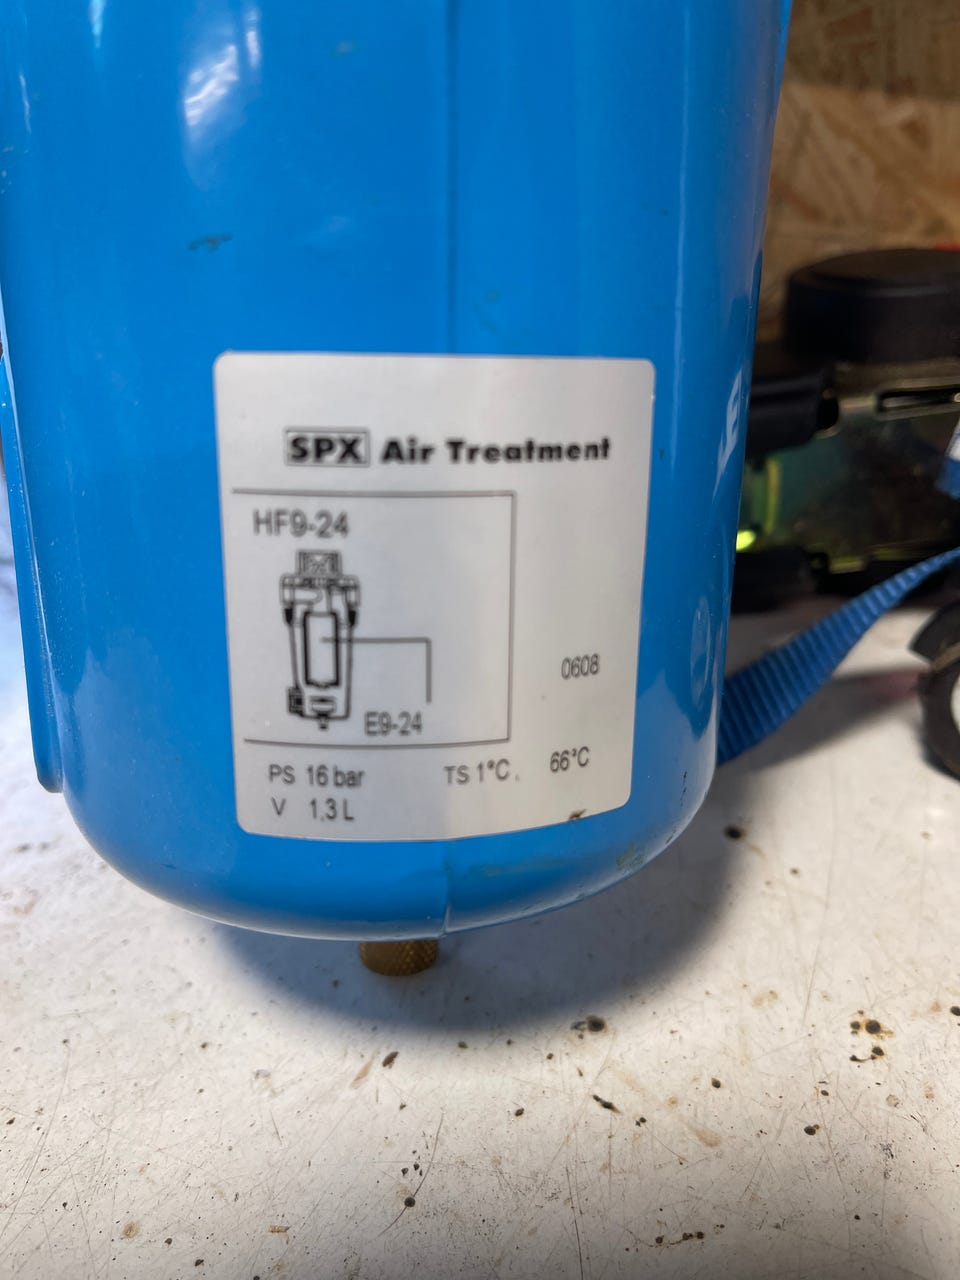 SPX Air Treatment
HF9-24
0608
E9-24
PS 16 bar TS 1°C, 66°C
V 1,3 L